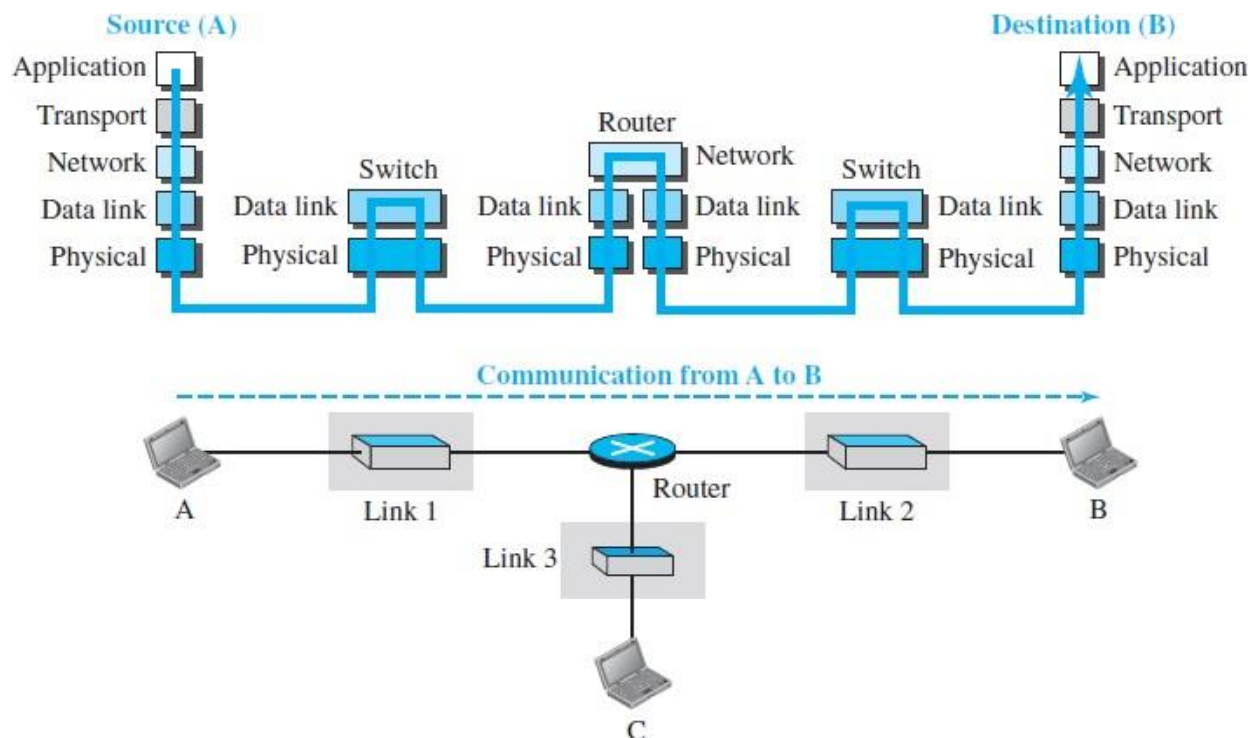 Source (A)
Destination (B)
Application
Application
Transport
Transport
Router
Network
Network
Network
Switch
Switch
Data link
Data link
Data link
Data link
Data link
Data link
Physical
Physical
Physical
Physical
Physical
Physical
Communication from A to B
A
Link 1
Router
Link 2
B
Link 3
C